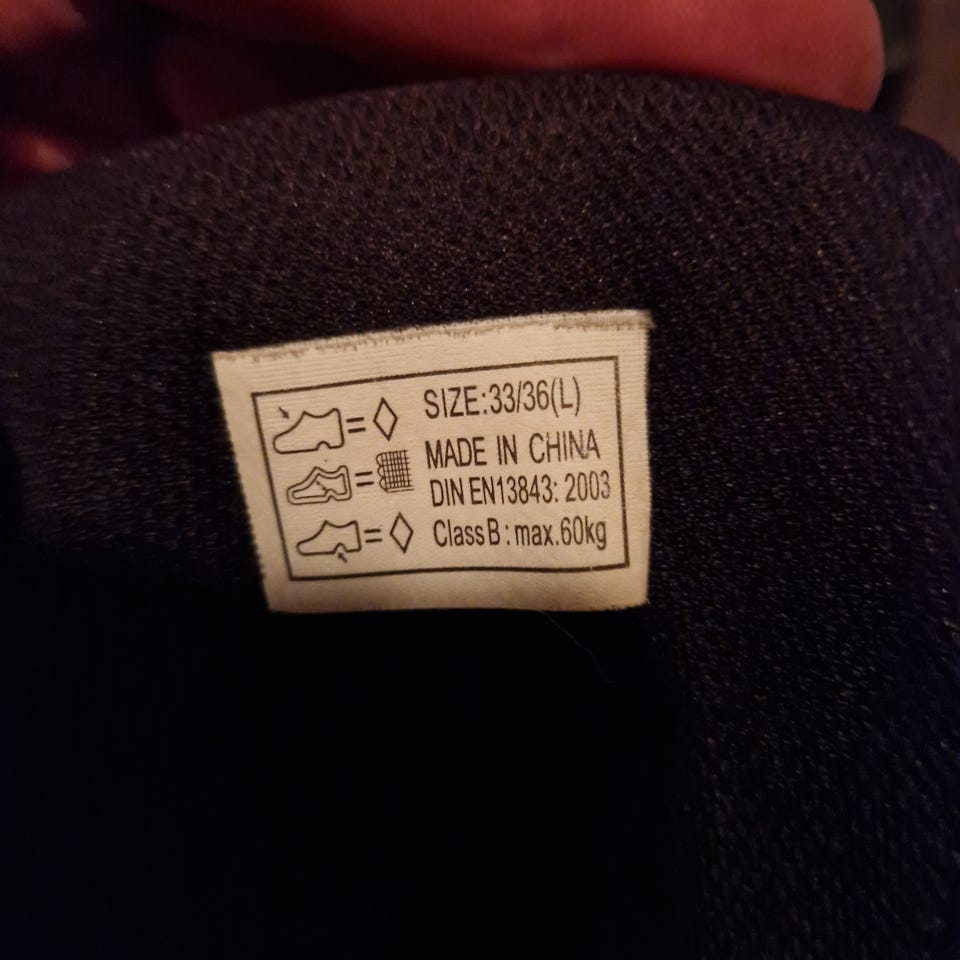 SIZE:33/36(L)
MADE IN CHINA
DIN EN13843: 2003
Class B: max.60kg